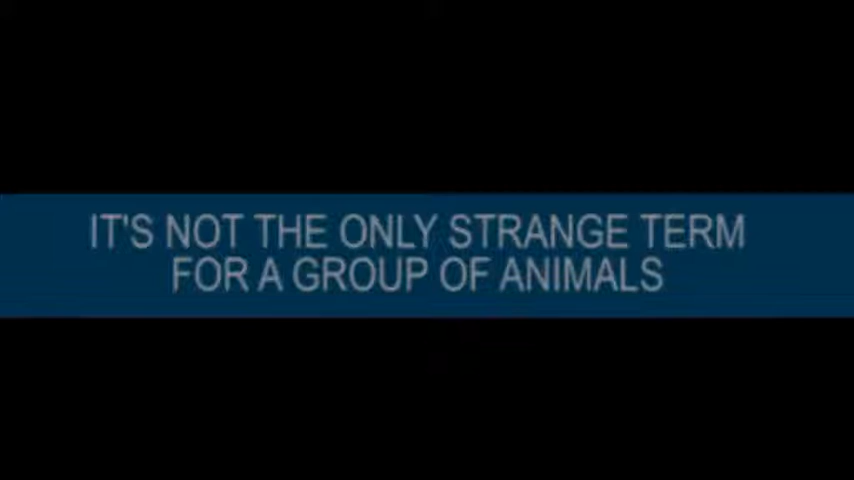 IT'S NOT THE ONLY STRANGE TERM
FOR A GROUP OF ANIMALS